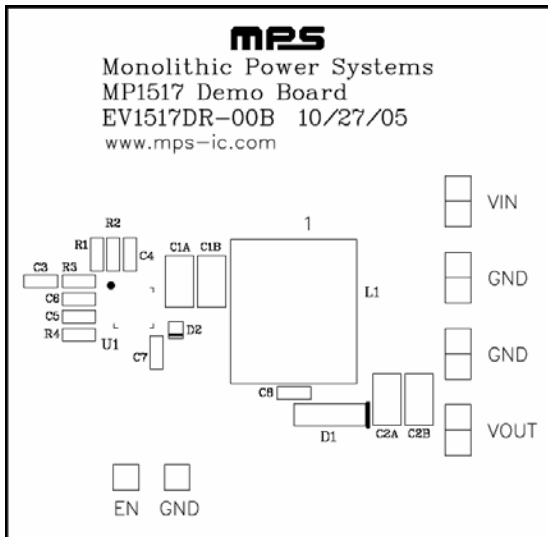 mps
Monolithic Power Systems
MP1517 Demo Board
EV1517DR-00B 10/27/05
www.mps-ic.com
VIN
1
R2
R1
C4
C1A C1B
C3 R3
GND
L1
C6
C5
D2
R4
U1
C7
GND
C8
D1
C2A C2B
VOUT
EN GND